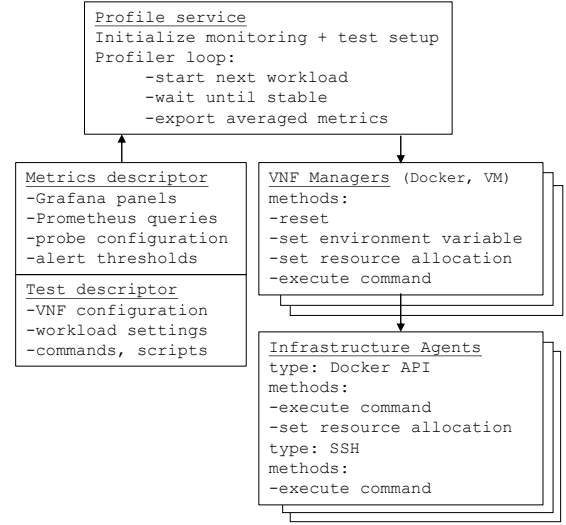 Profile service
Initialize monitoring + test setup
Profiler loop:
-start next workload
-wait until stable
-export averaged metrics
Metrics descriptor
-Grafana panels
-Prometheus queries
-probe configuration
-alert thresholds
Test descriptor
-VNF configuration
-workload settings
-commands, scripts
VNF Managers (Docker, VM)
methods:
-reset
-set environment variable
-set resource allocation
-execute command
Infrastructure Agents
type: Docker API
methods:
-execute command
-set resource allocation
type: SSH
methods:
-execute command